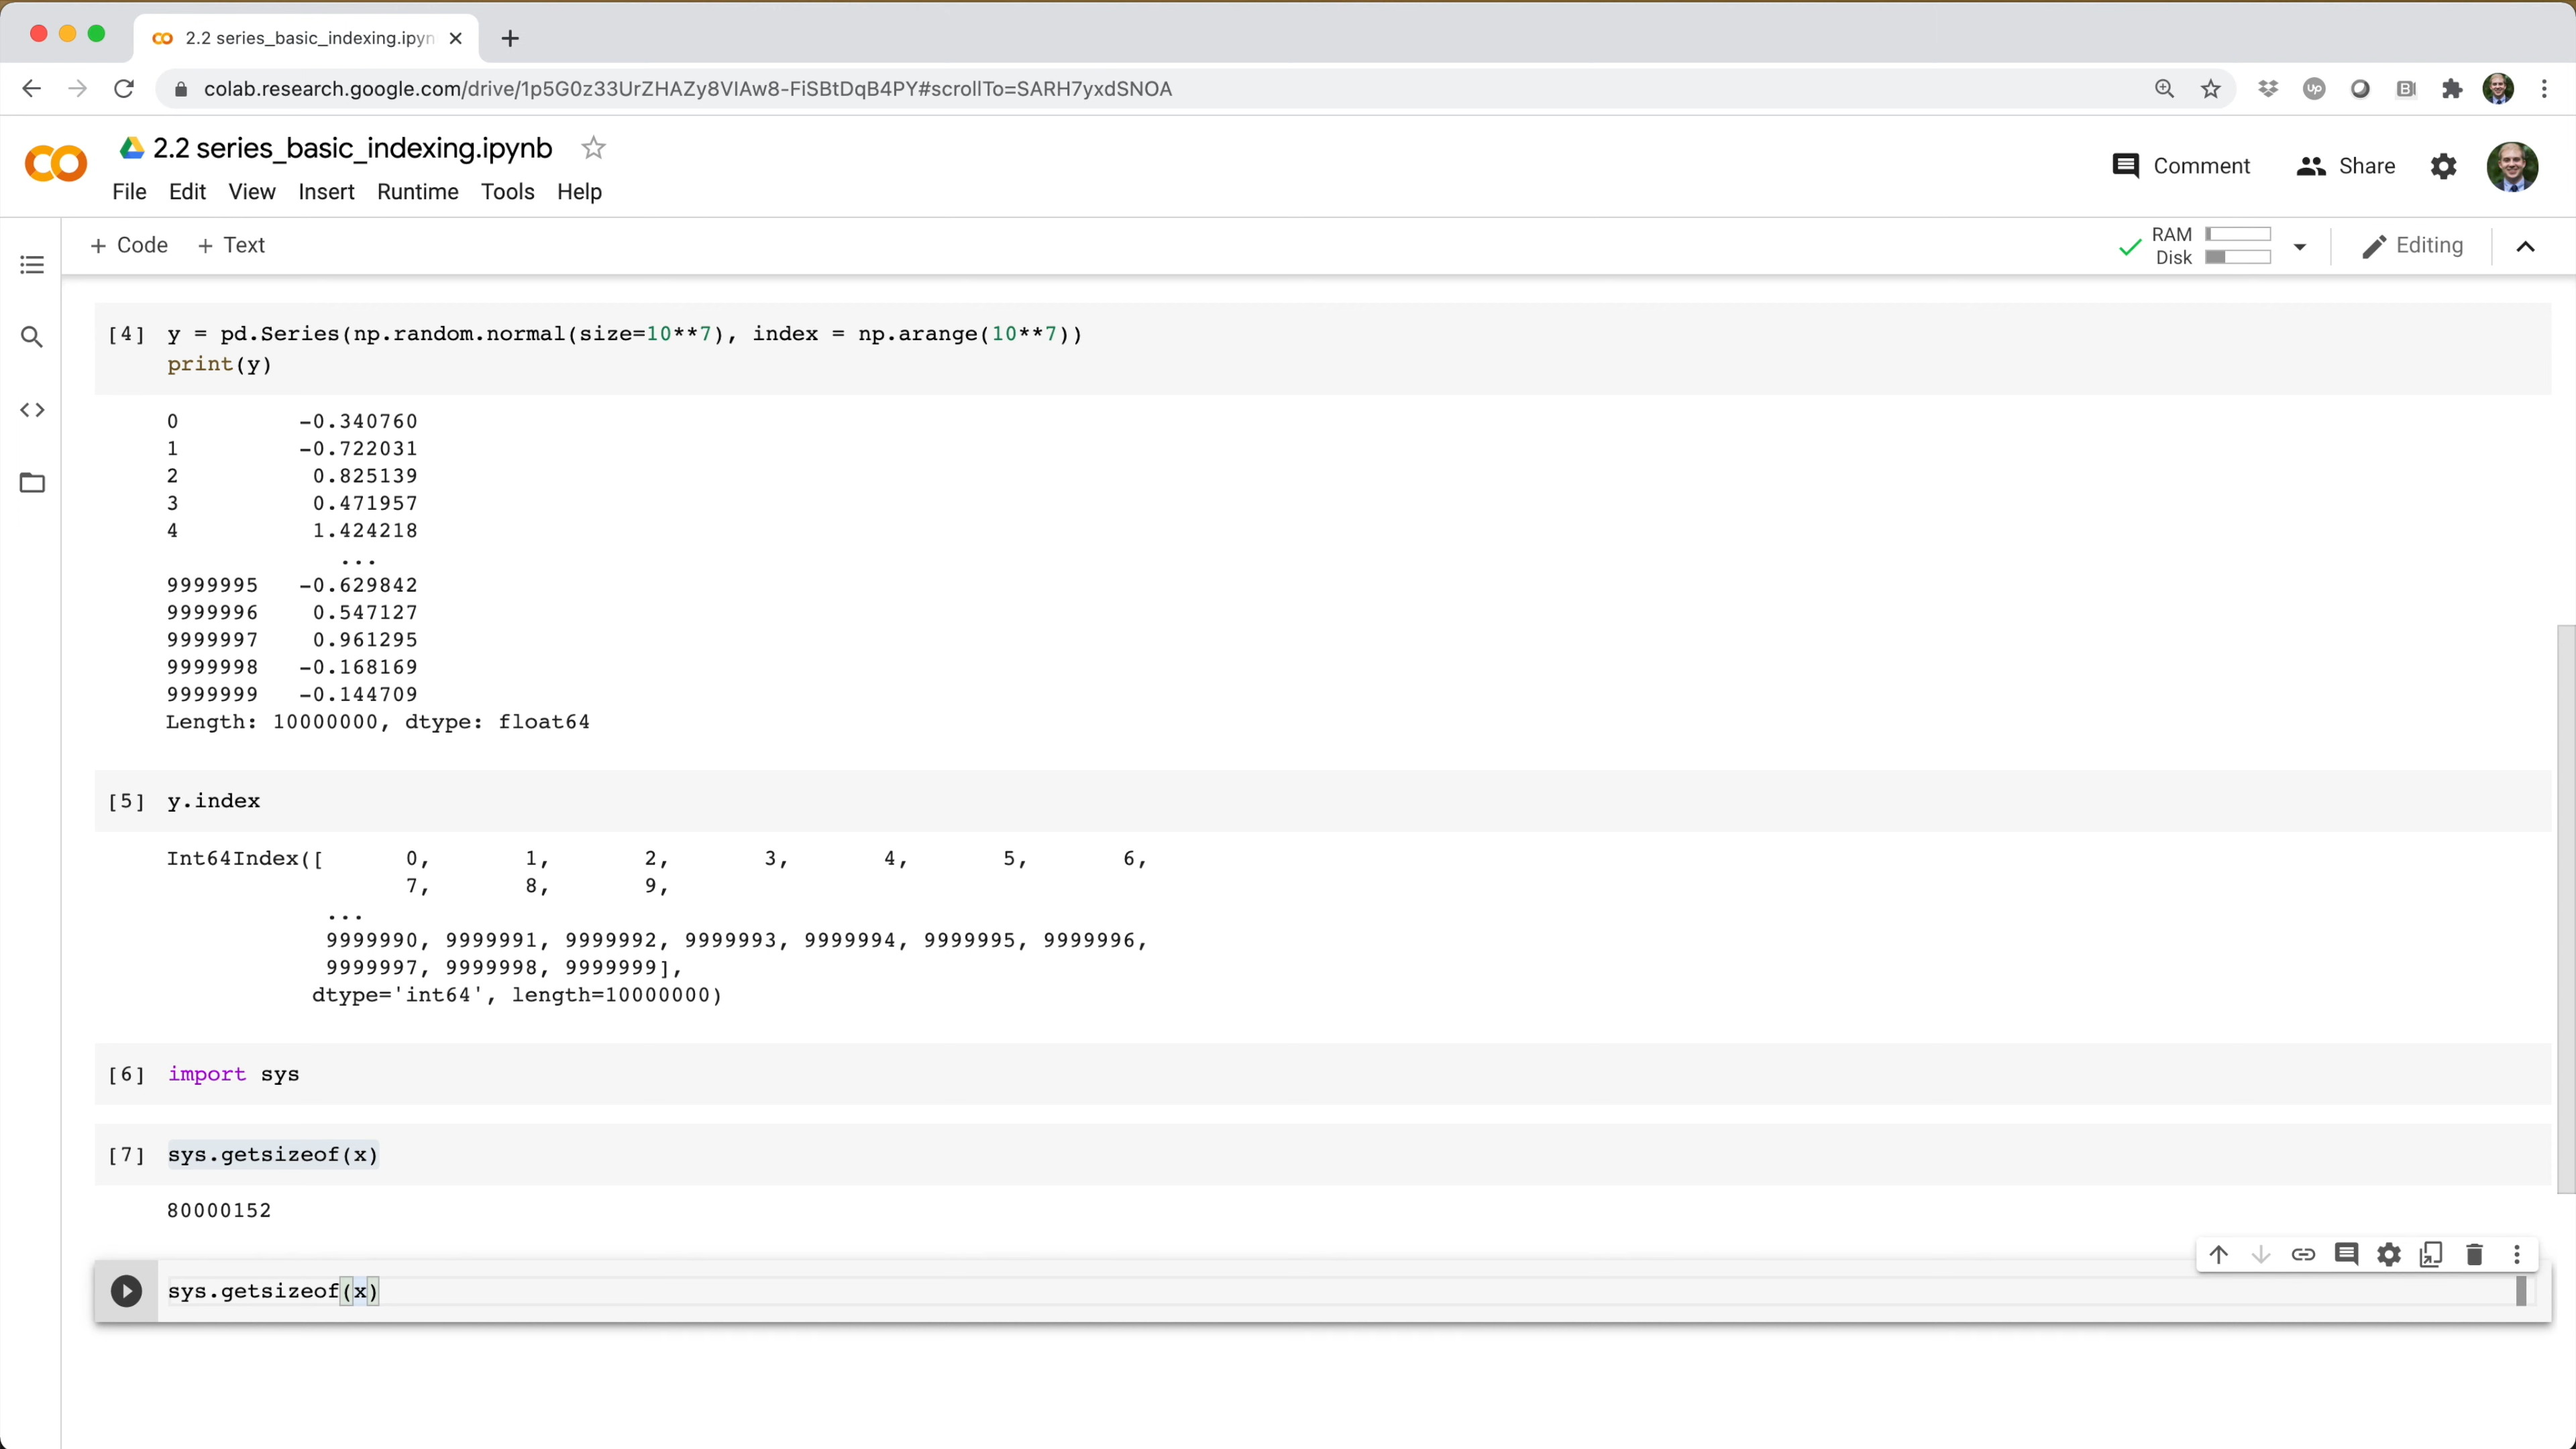 2.2 series_basic_indexing.ipyn
colab.research.google.com/drive/1p5G0z33UrZHAZy8VIAw8-FiSBtDqB4PY#scrollTo=SARH7yxdSNOA
2.2 series_basic_indexing.ipynb
Comment Share
File Edit View Insert Runtime Tools Help
+ Code + Text
RAM
Disk
Editing
[4] y = pd.Series(np.random.normal(size=10**7), index = np.arange(10**7))
print(y)
0 -0.340760
1 -0.722031
2 0.825139
3 0.471957
4 1.424218
...
9999995 -0.629842
9999996 0.547127
9999997 0.961295
9999998 -0.168169
9999999 -0.144709
Length: 10000000, dtype: float64
[5] y.index
Int64Index([ 0, 1, 2, 3, 4, 5, 6,
7, 8, 9,
...
9999990, 9999991, 9999992, 9999993, 9999994, 9999995, 9999996,
9999997, 9999998, 9999999],
dtype='int64', length=10000000)
[6] import sys
[7] sys.getsizeof(x)
80000152
sys.getsizeof(x)